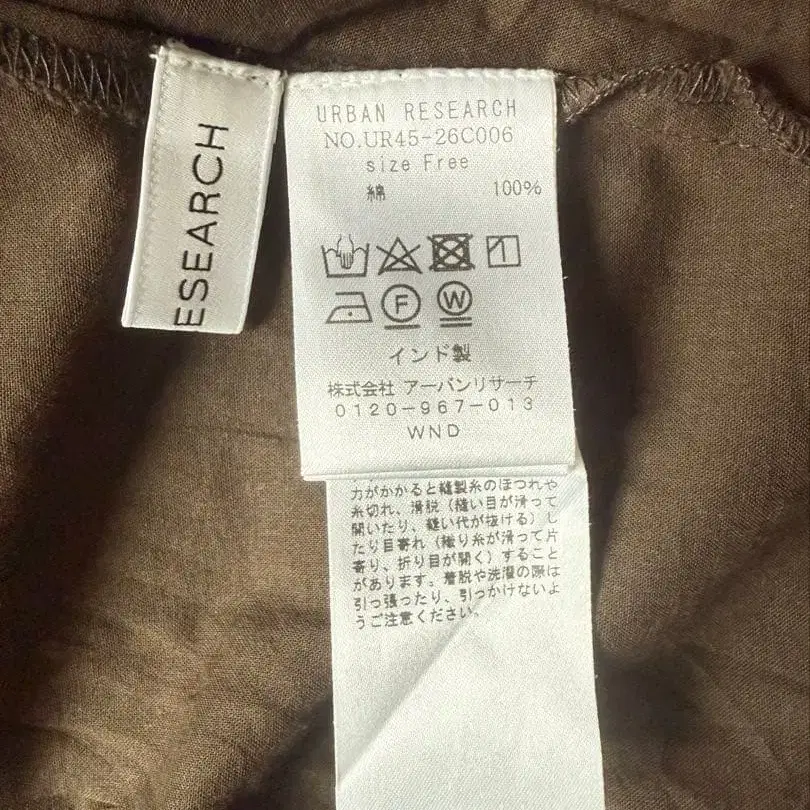 ESEARCH
URBAN RESEARCH
NO.UR45-26C006
size Free
綿 100%
F W
インド製
株式会社 アーバンリサーチ
0120-967-013
WND
力がかかると縫製糸のほつれや
糸切れ、滑脱（縫い目が滑って
開いたり、縫い代が抜ける）し
たり目寄れ（織り糸が滑って片
寄り、折り目が開く）すること
があります。着脱や洗濯の際は
引っ張ったり、引っかけないよ
うご注意ください。